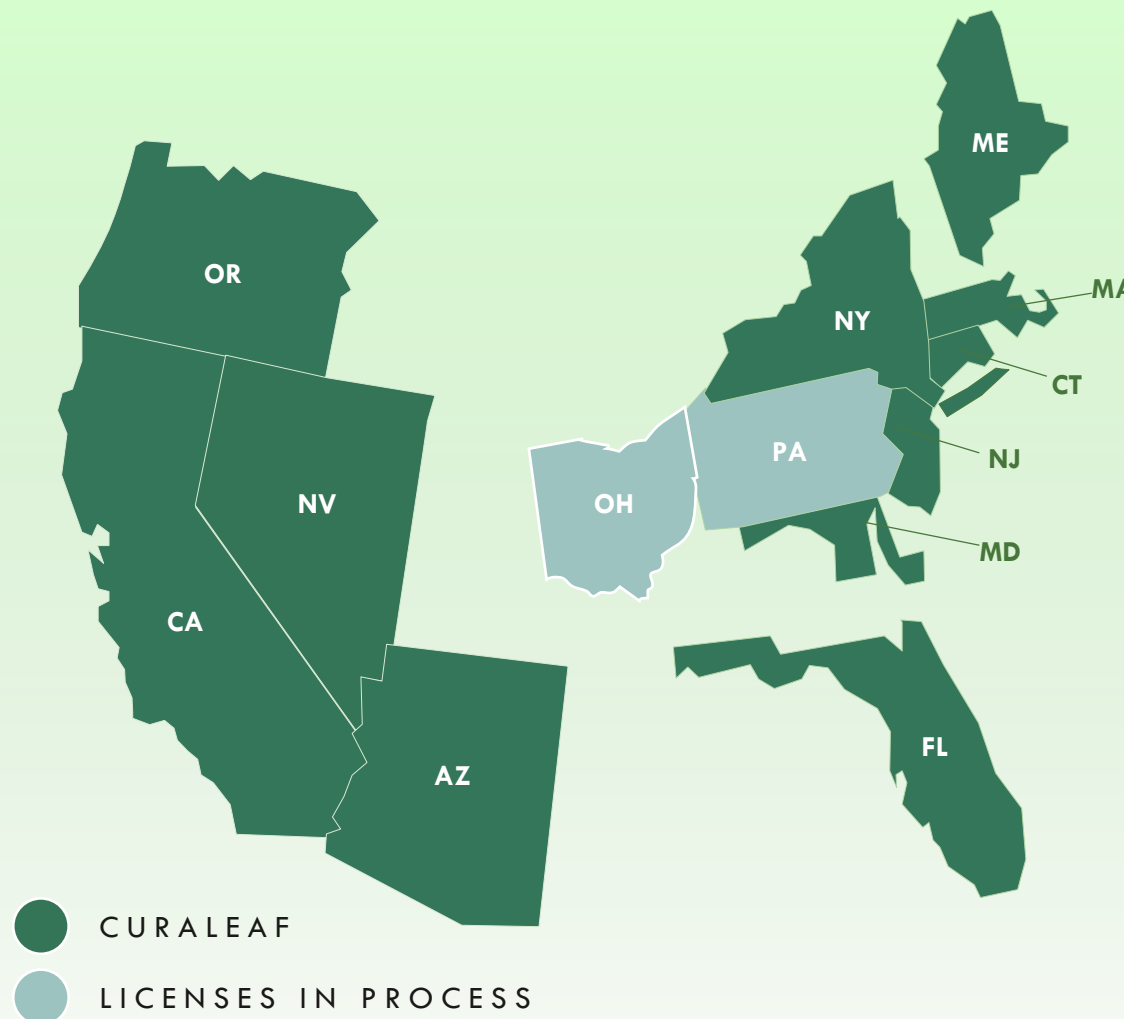 ME
OR
MA
NY
CT
PA
NJ
NV
OH
MD
CA
FL
AZ
CURALEAF
LICENSES IN PROCESS